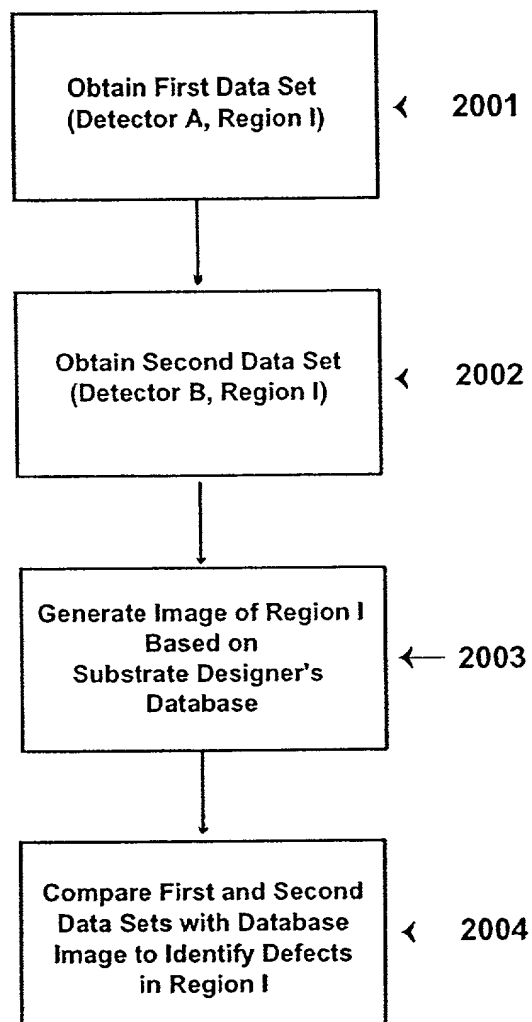 Obtain First Data Set
(Detector A, Region I)
2001
Obtain Second Data Set
(Detector B, Region I)
2002
Generate Image of Region I
Based on
Substrate Designer's
Database
2003
Compare First and Second
Data Sets with Database
Image to Identify Defects
in Region I
2004